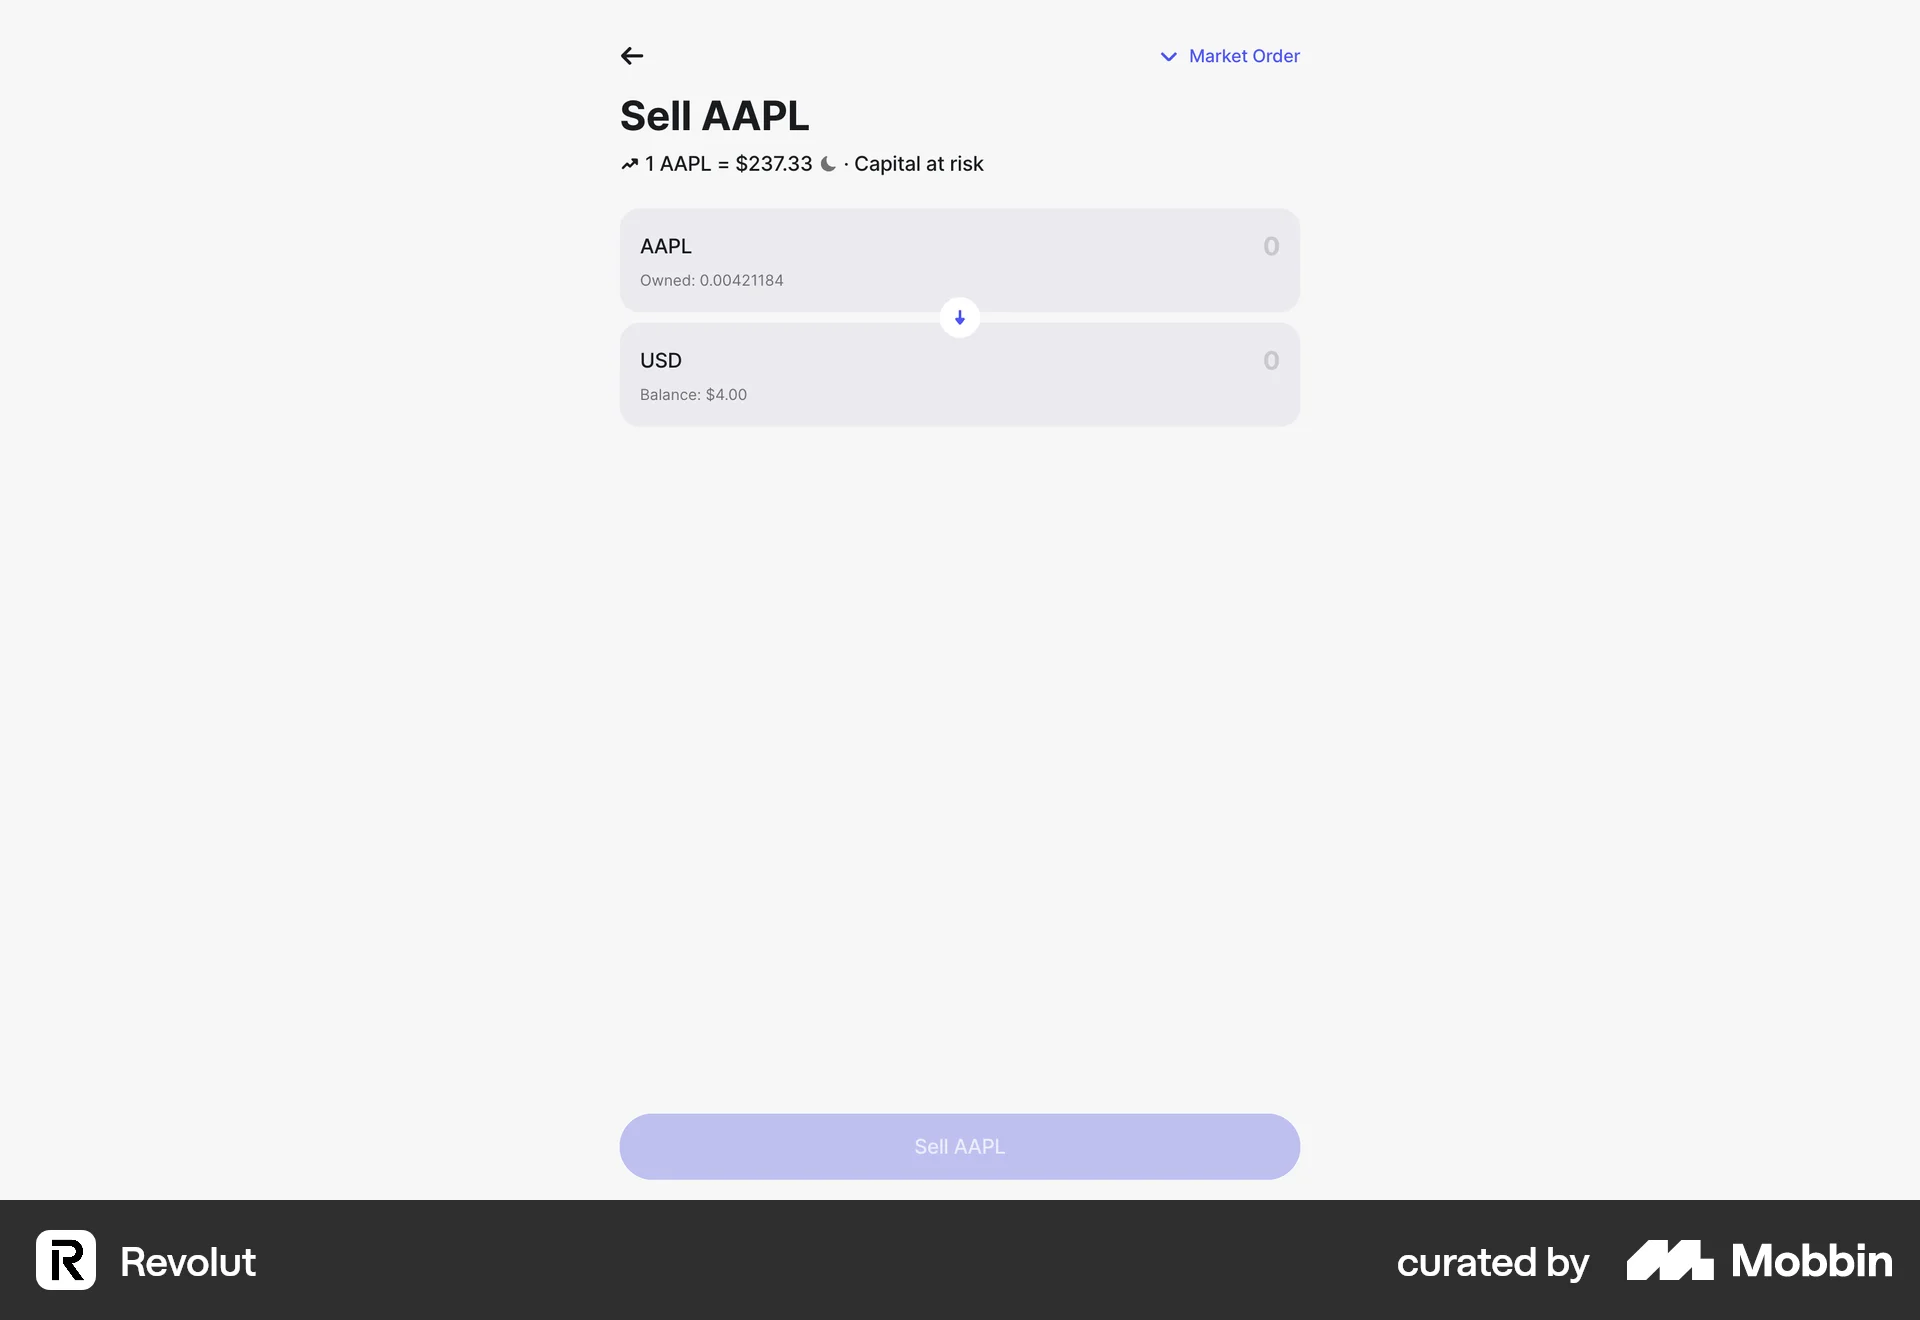 Market Order
Sell AAPL
1 AAPL = $237.33 · Capital at risk
AAPL 0
Owned: 0.00421184
USD 0
Balance: $4.00
Sell AAPL
R Revolut curated by Mobbin